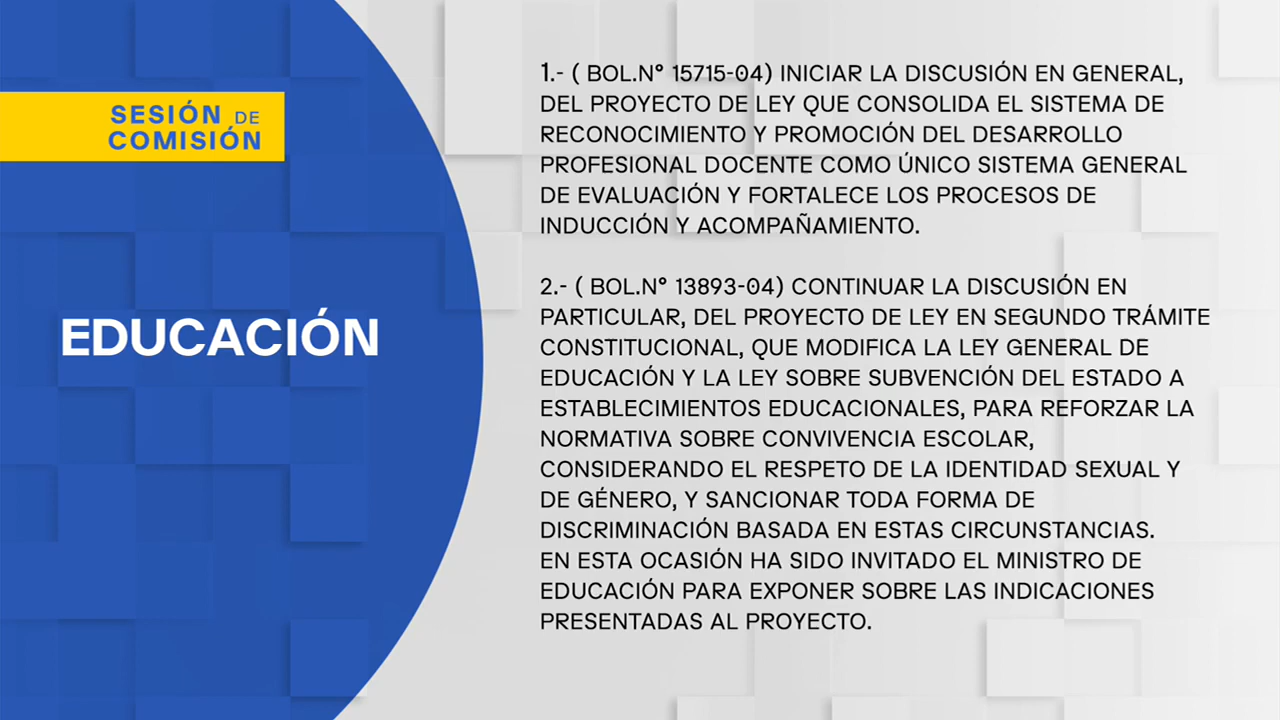 SESIÓN DE
COMISIÓN
EDUCACIÓN
1.- ( BOL.N° 15715-04) INICIAR LA DISCUSIÓN EN GENERAL,
DEL PROYECTO DE LEY QUE CONSOLIDA EL SISTEMA DE
RECONOCIMIENTO Y PROMOCIÓN DEL DESARROLLO
PROFESIONAL DOCENTE COMO ÚNICO SISTEMA GENERAL
DE EVALUACIÓN Y FORTALECE LOS PROCESOS DE
INDUCCIÓN Y ACOMPAÑAMIENTO.
2.- ( BOL.N° 13893-04) CONTINUAR LA DISCUSIÓN EN
PARTICULAR, DEL PROYECTO DE LEY EN SEGUNDO TRÁMITE
CONSTITUCIONAL, QUE MODIFICA LA LEY GENERAL DE
EDUCACIÓN Y LA LEY SOBRE SUBVENCIÓN DEL ESTADO A
ESTABLECIMIENTOS EDUCACIONALES, PARA REFORZAR LA
NORMATIVA SOBRE CONVIVENCIA ESCOLAR,
CONSIDERANDO EL RESPETO DE LA IDENTIDAD SEXUAL Y
DE GÉNERO, Y SANCIONAR TODA FORMA DE
DISCRIMINACIÓN BASADA EN ESTAS CIRCUNSTANCIAS.
EN ESTA OCASIÓN HA SIDO INVITADO EL MINISTRO DE
EDUCACIÓN PARA EXPONER SOBRE LAS INDICACIONES
PRESENTADAS AL PROYECTO.